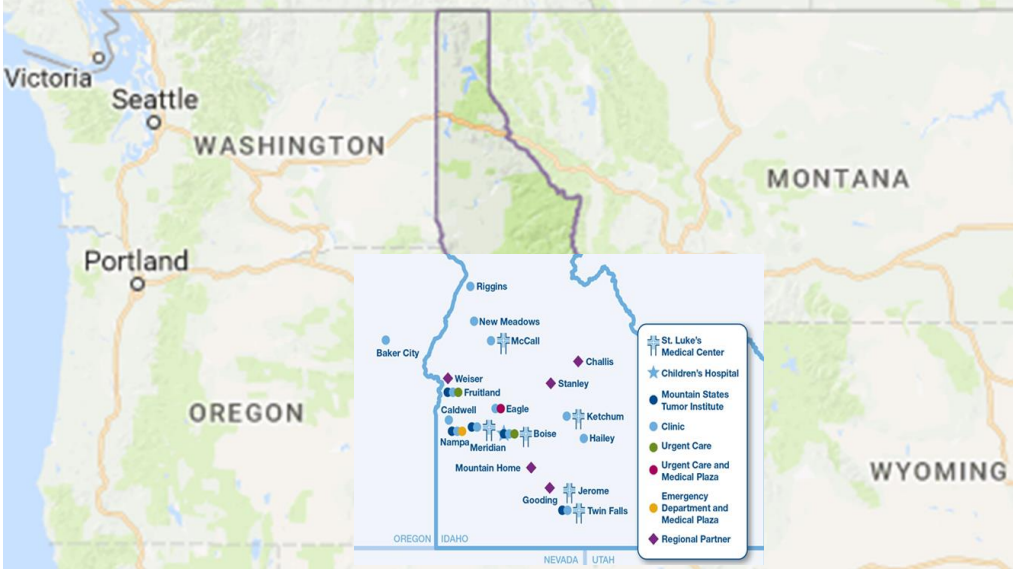 Victoria
Seattle
WASHINGTON
MONTANA
Portland
OREGON
WYOMING
Riggins
New Meadows
McCall
Baker City
Challis
Weiser
Stanley
Fruitland
Caldwell
Eagle
Ketchum
Nampa
Meridian
Boise
Hailey
Mountain Home
Gooding
Jerome
Twin Falls
OREGON
IDAHO
NEVADA
UTAH
St. Luke's
Medical Center
Children's Hospital
Mountain States
Tumor Institute
Clinic
Urgent Care
Urgent Care and
Medical Plaza
Emergency
Department and
Medical Plaza
Regional Partner